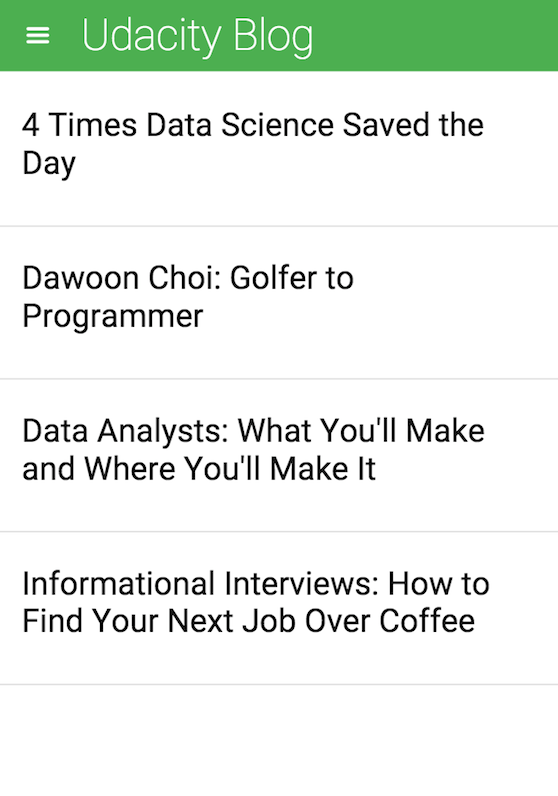 Udacity Blog
4 Times Data Science Saved the
Day
Dawoon Choi: Golfer to
Programmer
Data Analysts: What You'll Make
and Where You'll Make It
Informational Interviews: How to
Find Your Next Job Over Coffee